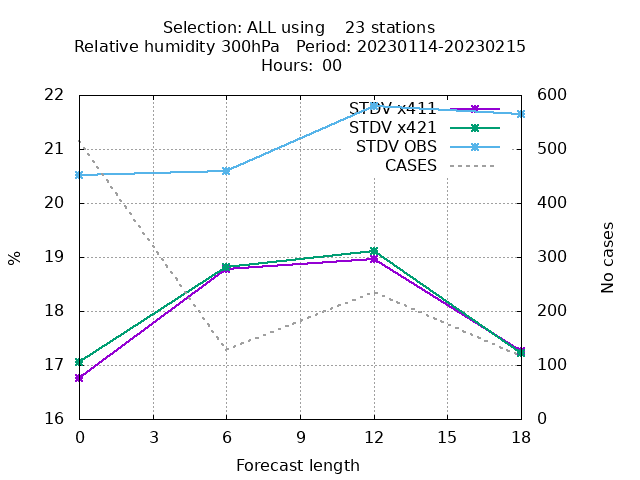 Selection: ALL using    23 stations
Relative humidity 300hPa   Period: 20230114-20230215
Hours: 00
22
21
20
19
18
17
16
%
600
500
400
300
200
100
0
No cases
STDV x411
STDV x421
STDV OBS
CASES
0 3 6 9 12 15 18
Forecast length